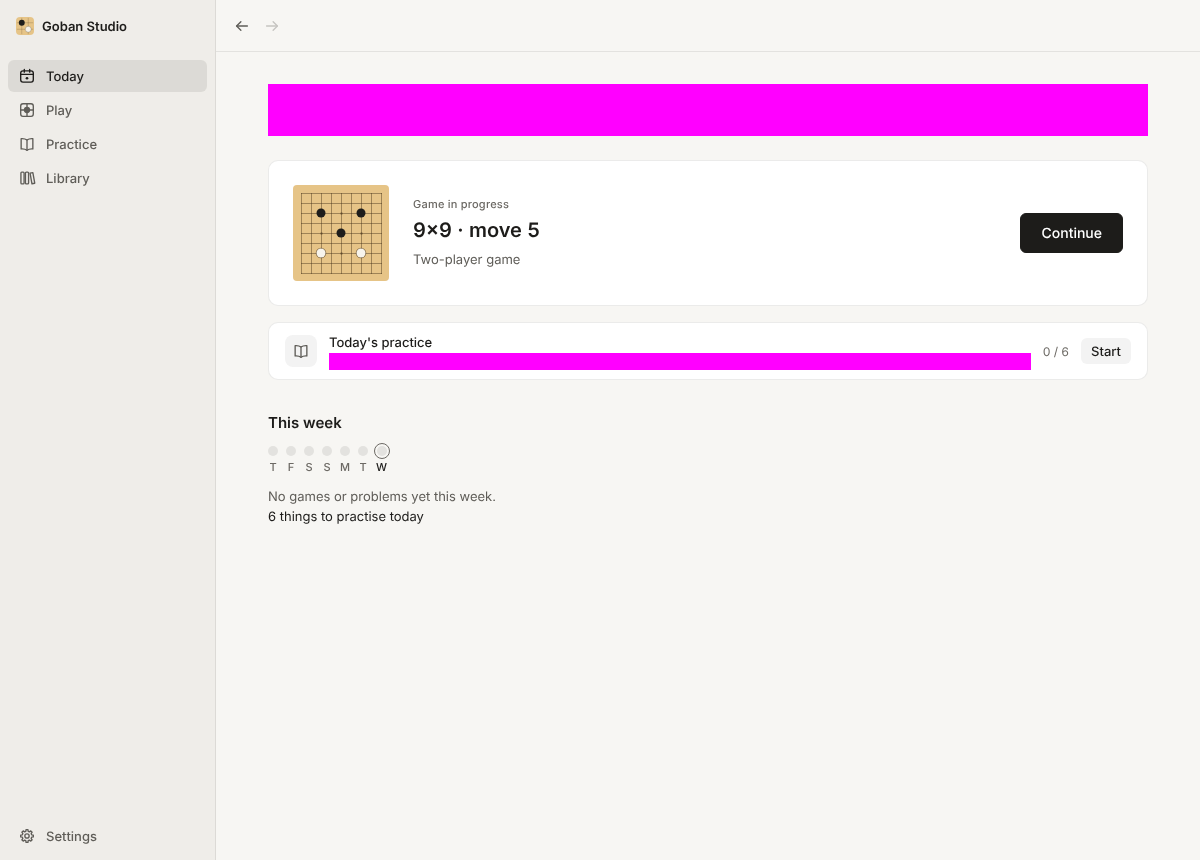 Goban Studio
Today
Play
Practice
Library
Game in progress
9×9 · move 5
Two-player game
Continue
Today's practice
0 / 6
Start
This week
T F S S M T W
No games or problems yet this week.
6 things to practise today
Settings